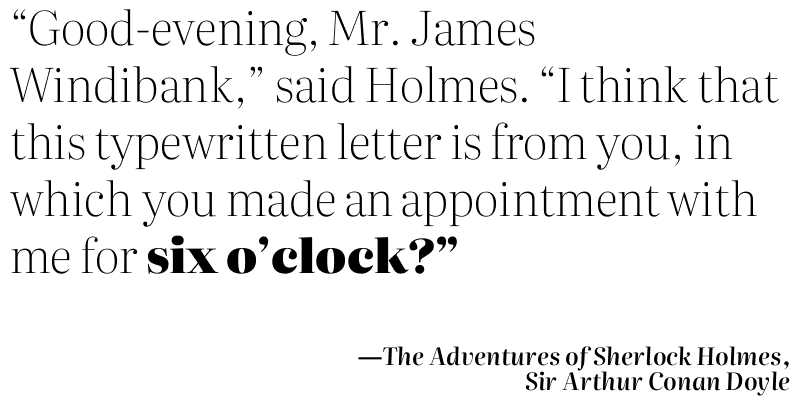 “Good-evening, Mr. James
Windibank,” said Holmes. “I think that
this typewritten letter is from you, in
which you made an appointment with
me for six o’clock?”
—The Adventures of Sherlock Holmes,
Sir Arthur Conan Doyle